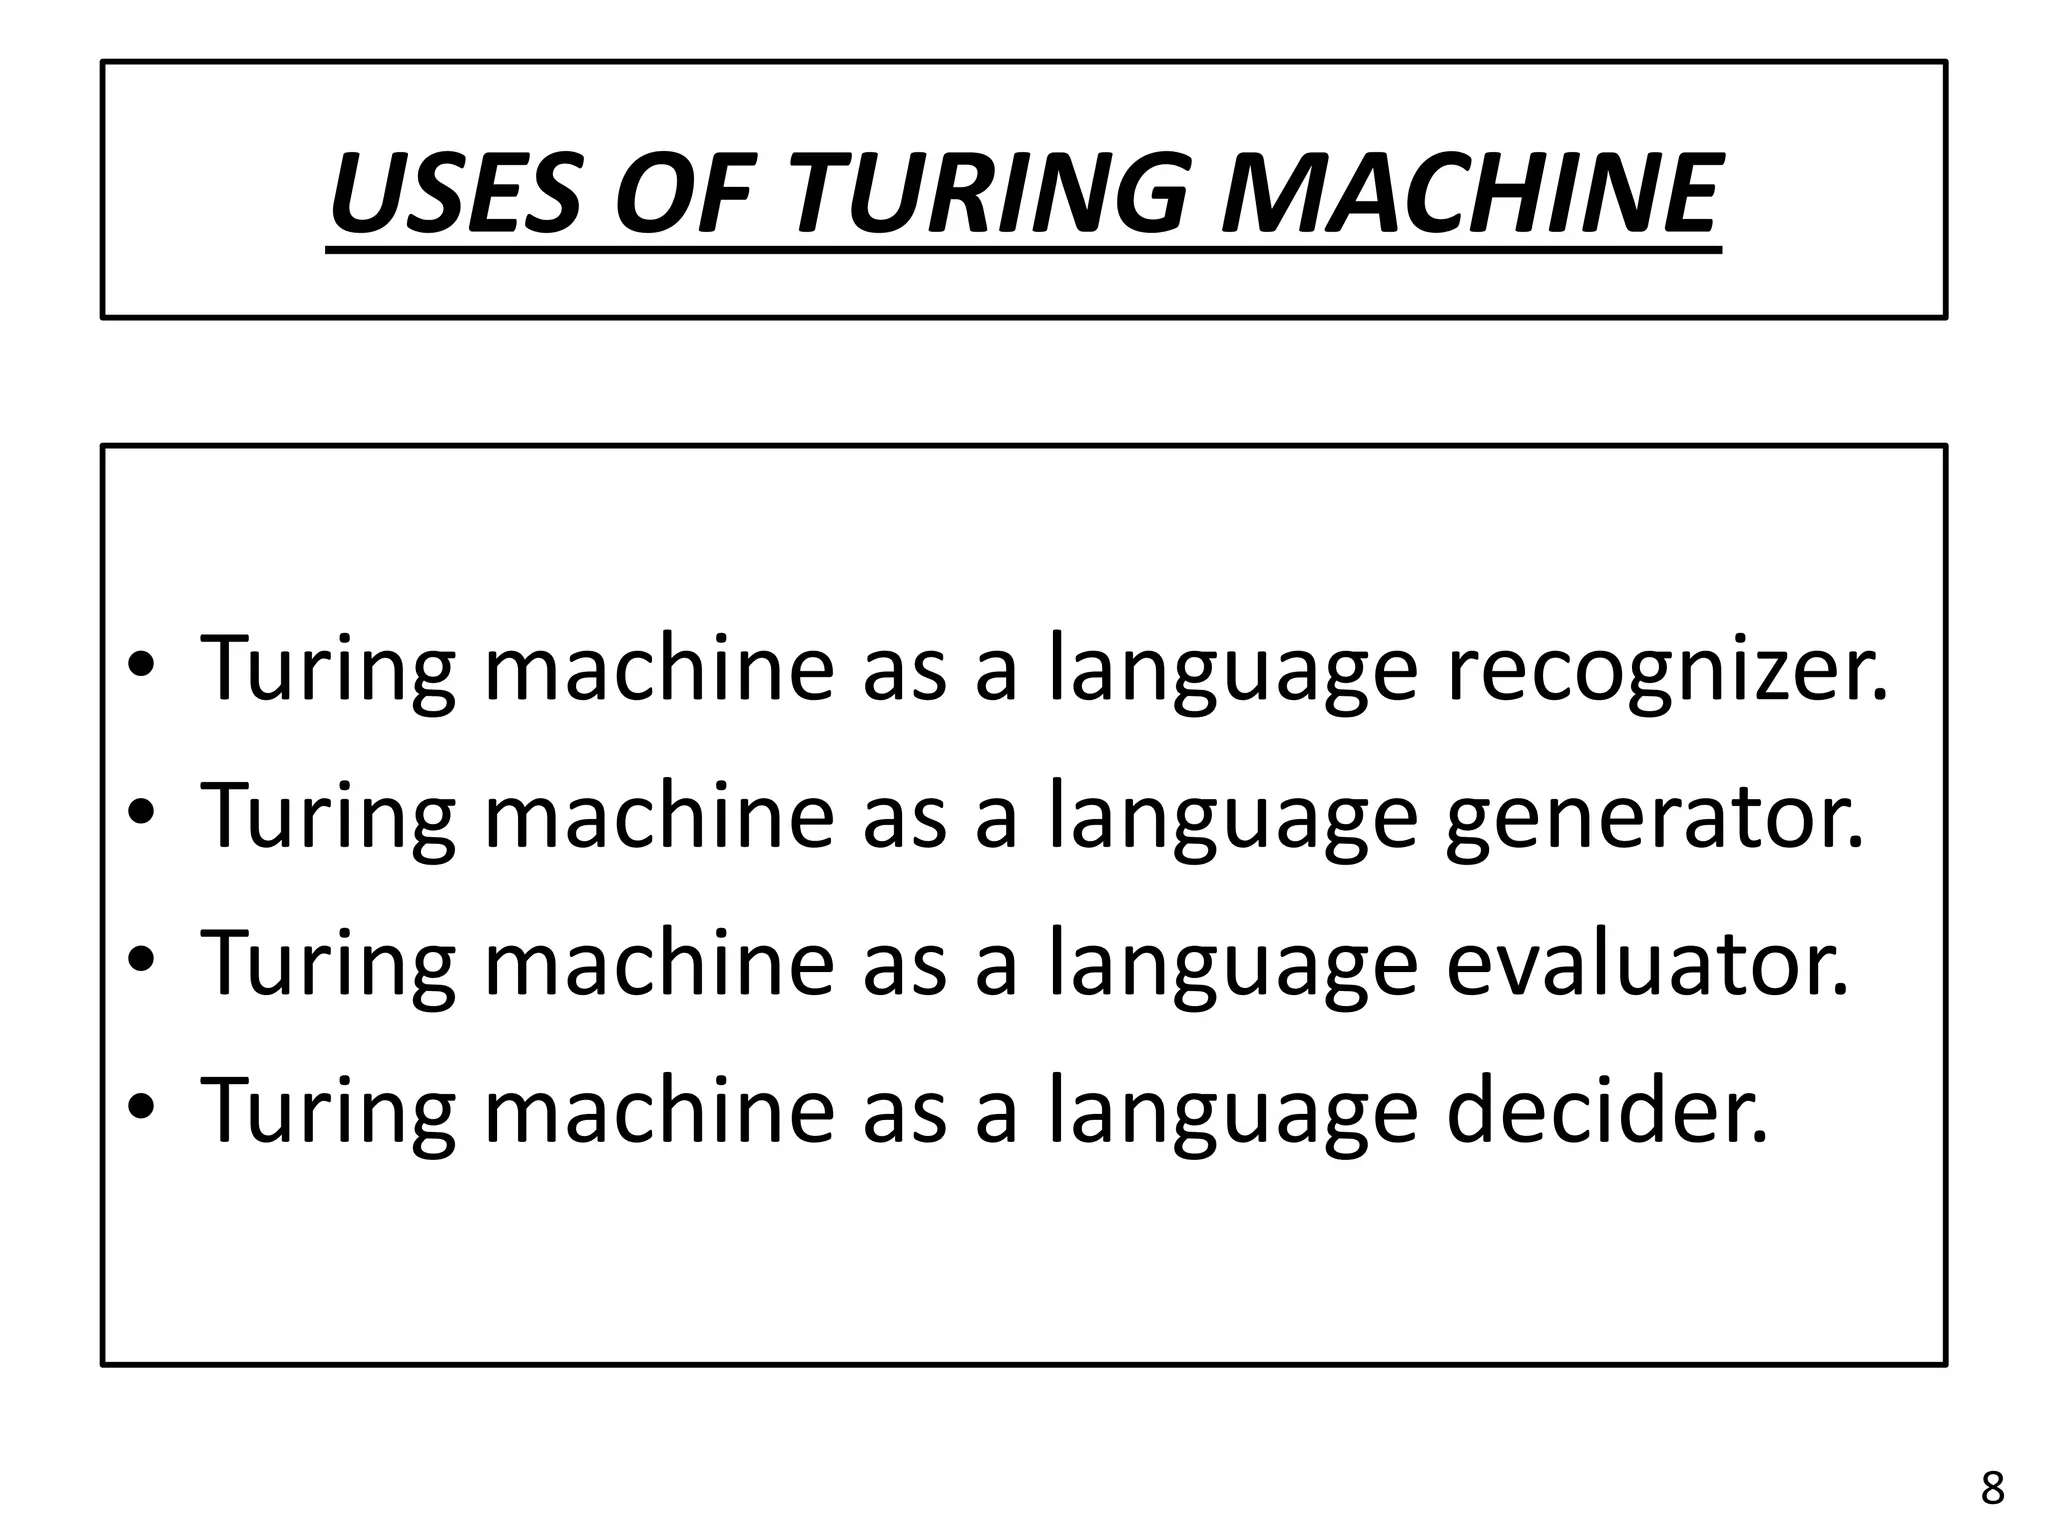 USES OF TURING MACHINE
• Turing machine as a language recognizer.
• Turing machine as a language generator.
• Turing machine as a language evaluator.
• Turing machine as a language decider.
8